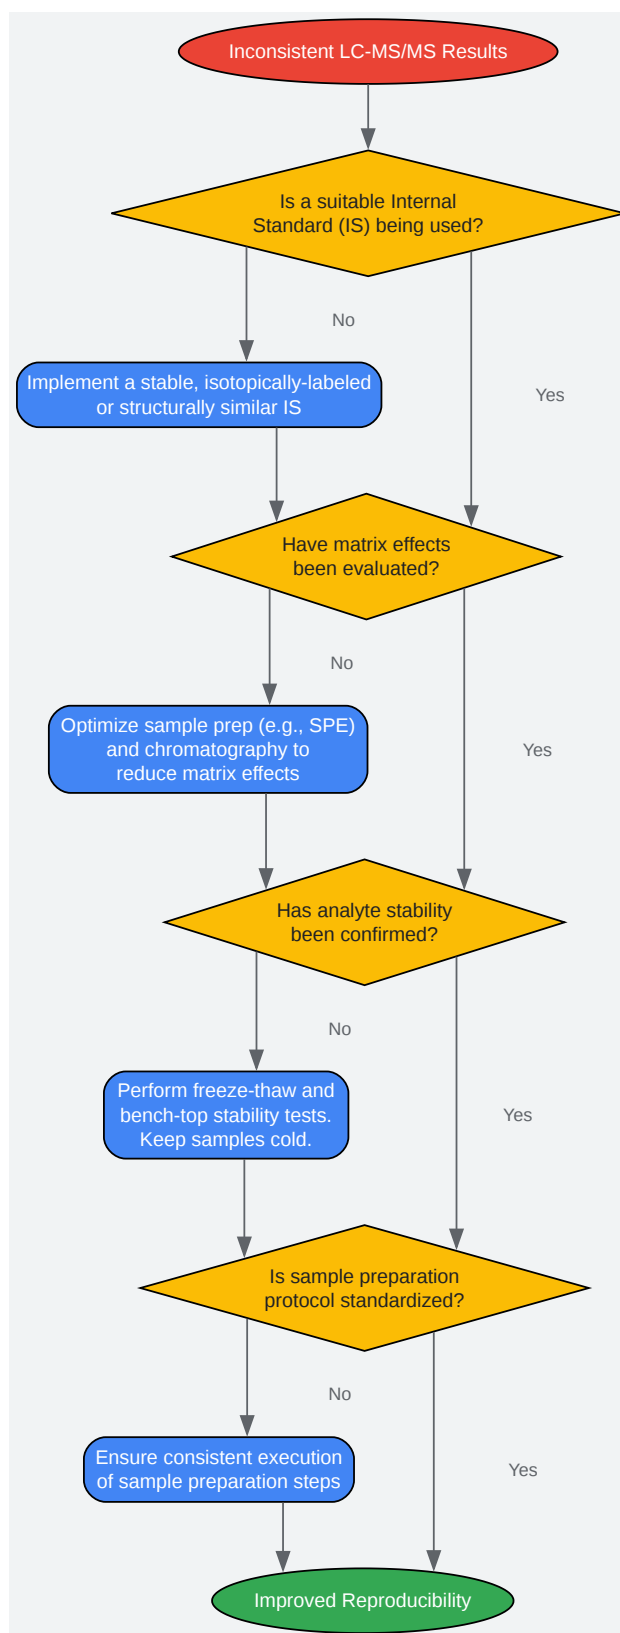 Inconsistent LC-MS/MS Results
Is a suitable Internal
Standard (IS) being used?
No
Implement a stable, isotopically-labeled
or structurally similar IS
Yes
Have matrix effects
been evaluated?
No
Optimize sample prep (e.g., SPE)
and chromatography to
reduce matrix effects
Yes
Has analyte stability
been confirmed?
No
Perform freeze-thaw and
bench-top stability tests.
Keep samples cold.
Yes
Is sample preparation
protocol standardized?
No
Ensure consistent execution
of sample preparation steps
Yes
Improved Reproducibility